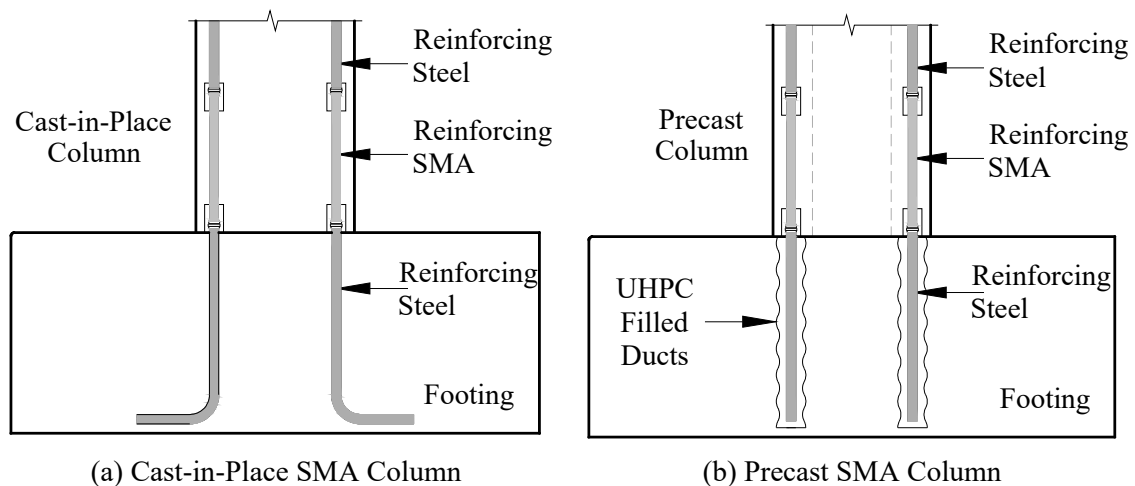 Reinforcing
Steel
Cast-in-Place
Column
Reinforcing
SMA
Reinforcing
Steel
Footing
(a) Cast-in-Place SMA Column
Reinforcing
Steel
Precast
Column
Reinforcing
SMA
UHPC
Filled
Ducts
Reinforcing
Steel
Footing
(b) Precast SMA Column